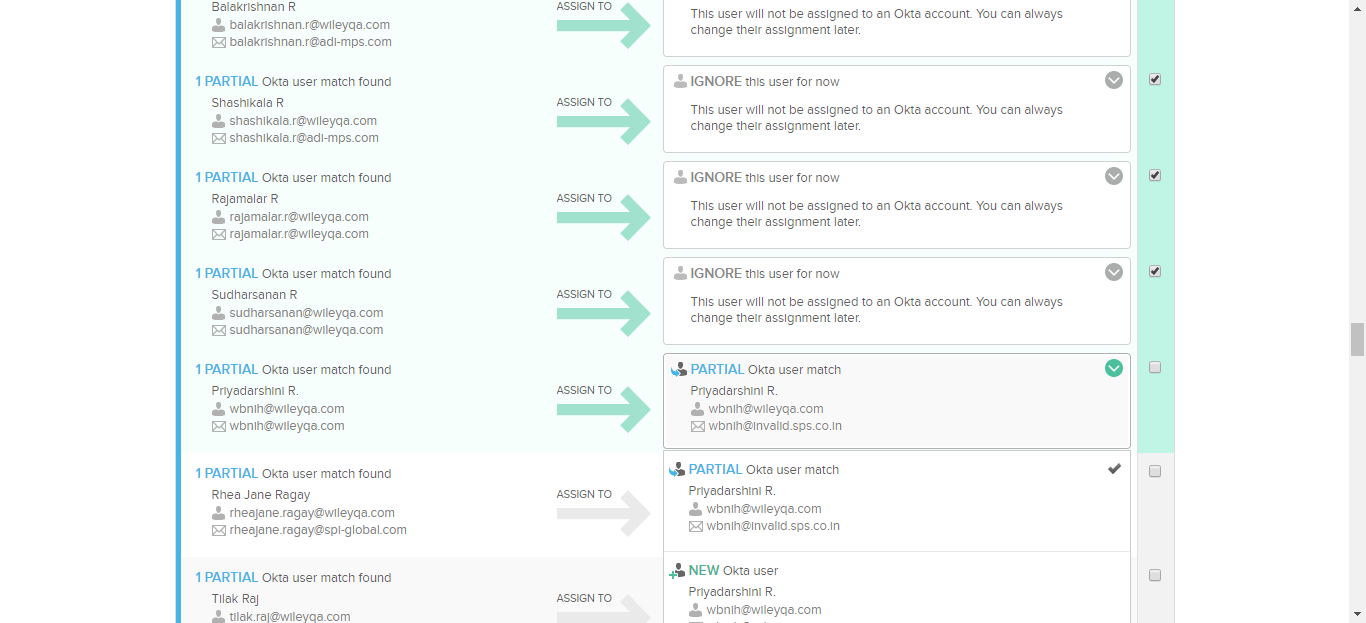 Balakrishnan R
balakrishnan.r@wileyqa.com
balakrishnan.r@adi-mps.com
ASSIGN TO
This user will not be assigned to an Okta account. You can always
change their assignment later.
1 PARTIAL Okta user match found
Shashikala R
shashikala.r@wileyqa.com
shashikala.r@adi-mps.com
ASSIGN TO
IGNORE this user for now
This user will not be assigned to an Okta account. You can always
change their assignment later.
1 PARTIAL Okta user match found
Rajamalar R
rajamalar.r@wileyqa.com
rajamalar.r@wileyqa.com
ASSIGN TO
IGNORE this user for now
This user will not be assigned to an Okta account. You can always
change their assignment later.
1 PARTIAL Okta user match found
Sudharsanan R
sudharsanan@wileyqa.com
sudharsanan@wileyqa.com
ASSIGN TO
IGNORE this user for now
This user will not be assigned to an Okta account. You can always
change their assignment later.
1 PARTIAL Okta user match found
Priyadarshini R.
wbnih@wileyqa.com
wbnih@wileyqa.com
ASSIGN TO
PARTIAL Okta user match
Priyadarshini R.
wbnih@wileyqa.com
wbnih@invalid.sps.co.in
1 PARTIAL Okta user match found
Rhea Jane Ragay
rheajane.ragay@wileyqa.com
rheajane.ragay@spi-global.com
ASSIGN TO
PARTIAL Okta user match
Priyadarshini R.
wbnih@wileyqa.com
wbnih@invalid.sps.co.in
1 PARTIAL Okta user match found
Tilak Raj
tilak.raj@wileyqa.com
ASSIGN TO
NEW Okta user
Priyadarshini R.
wbnih@wileyqa.com